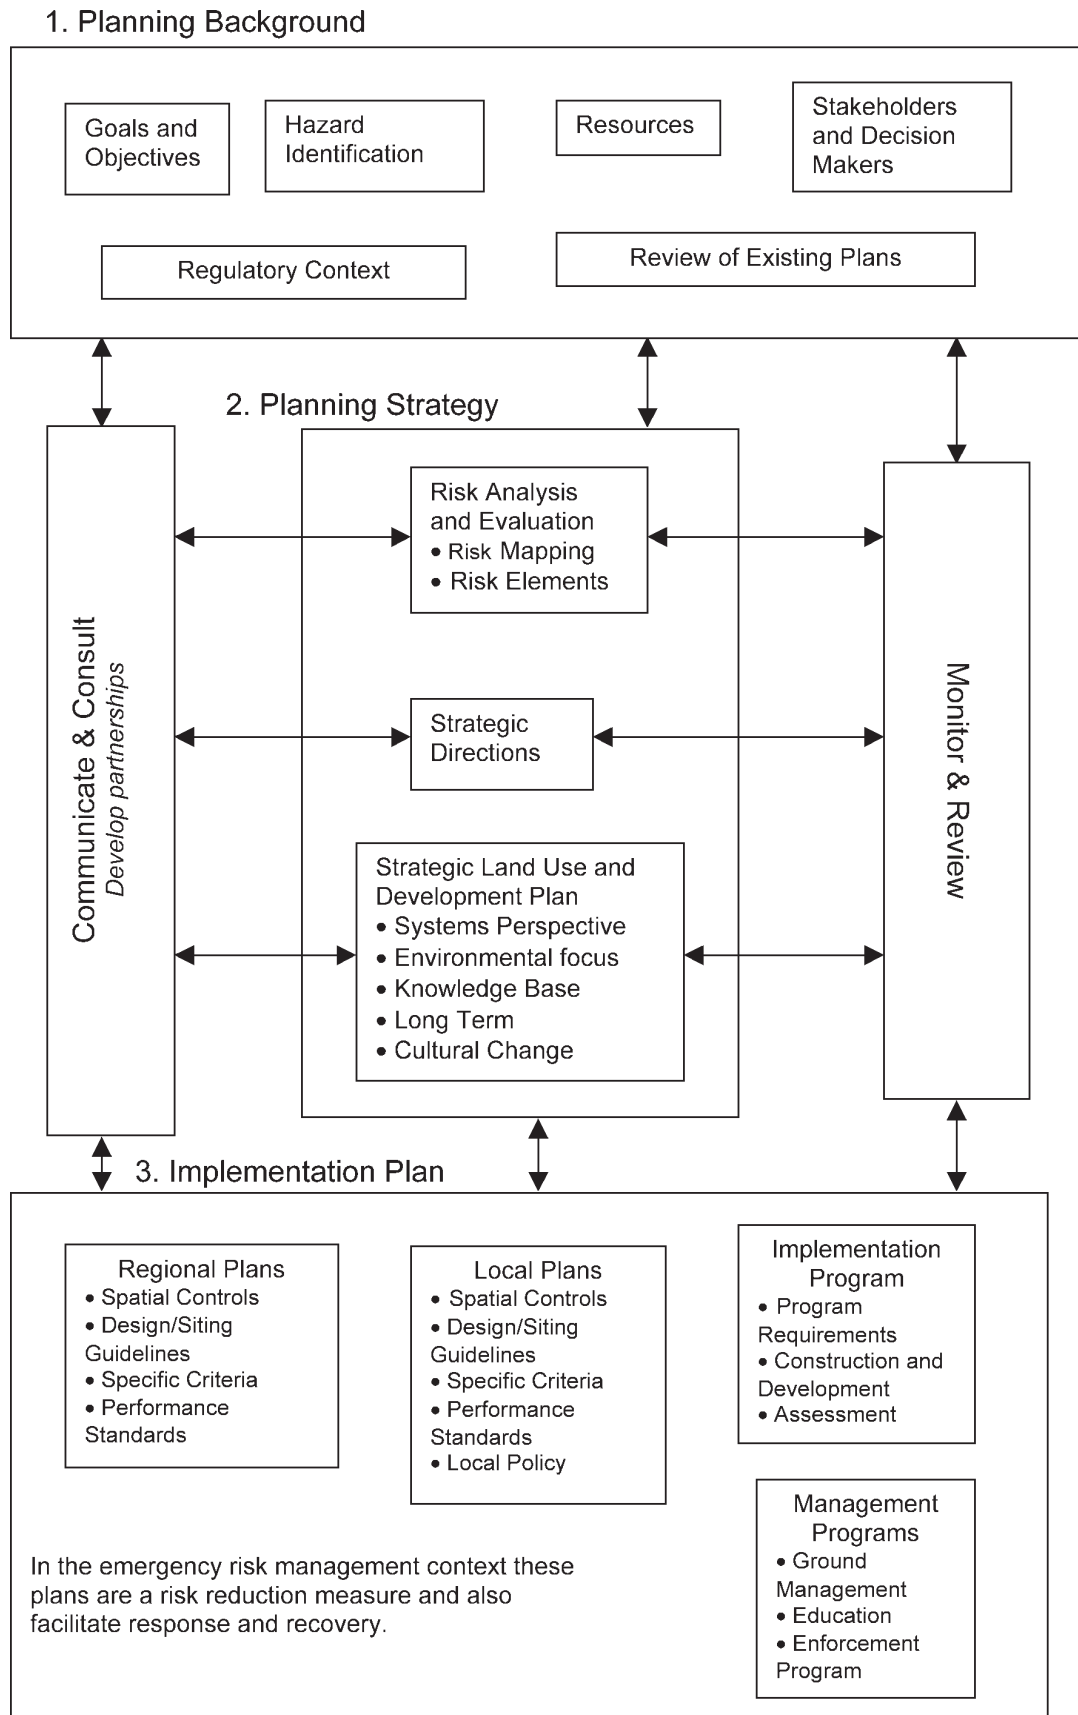 1. Planning Background
Goals and
Objectives
Hazard
Identification
Resources
Stakeholders
and Decision
Makers
Regulatory Context
Review of Existing Plans
2. Planning Strategy
Communicate & Consult
Develop partnerships
Risk Analysis
and Evaluation
• Risk Mapping
• Risk Elements
Strategic
Directions
Strategic Land Use and
Development Plan
• Systems Perspective
• Environmental focus
• Knowledge Base
• Long Term
• Cultural Change
Monitor & Review
3. Implementation Plan
Regional Plans
• Spatial Controls
• Design/Siting
Guidelines
• Specific Criteria
• Performance
Standards
Local Plans
• Spatial Controls
• Design/Siting
Guidelines
• Specific Criteria
• Performance
Standards
• Local Policy
Implementation
Program
• Program
Requirements
• Construction and
Development
• Assessment
Management
Programs
• Ground
Management
• Education
• Enforcement
Program
In the emergency risk management context these
plans are a risk reduction measure and also
facilitate response and recovery.